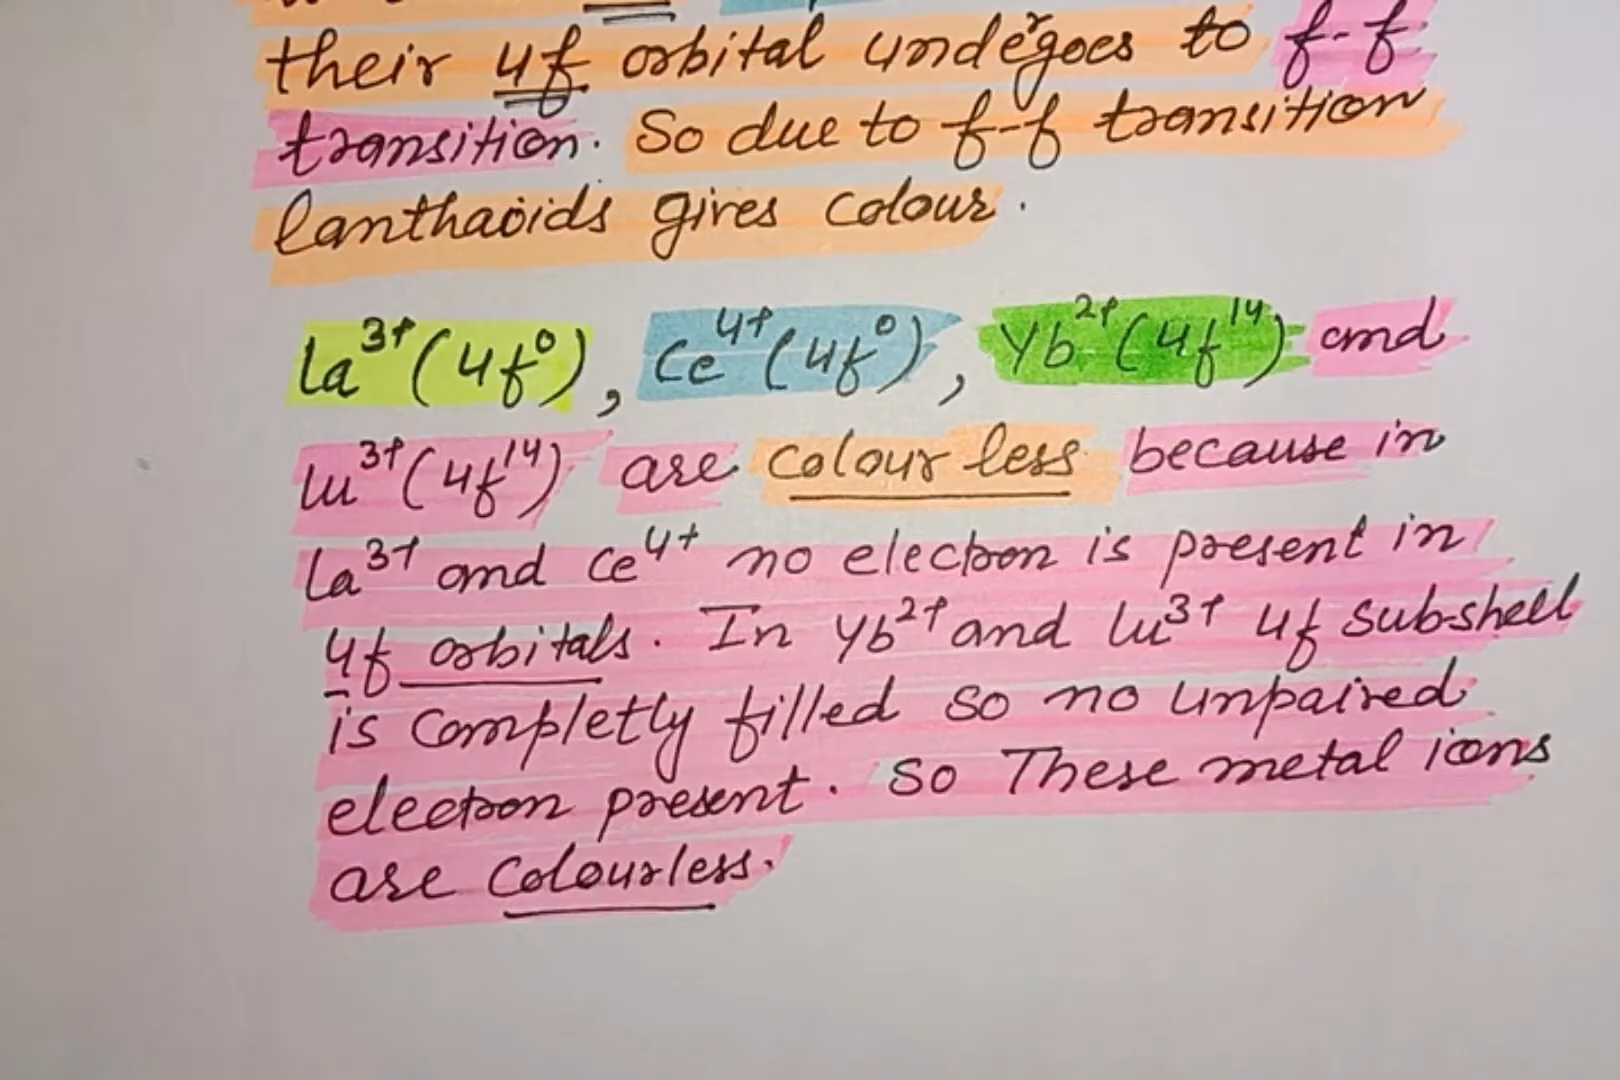 their 4f orbital undergoes to f-f
transition. So due to f-f transition
lanthaoids gives colour.
La³⁺(4f⁰), Ce⁴⁺(4f⁰), Yb²⁺(4f¹⁴) and
Lu³⁺(4f¹⁴) are colour less because in
La³⁺ and Ce⁴⁺ no electron is present in
4f orbitals. In Yb²⁺ and Lu³⁺ 4f sub-shell
is completly filled so no unpaired
electron present. So These metal ions
are colourless.